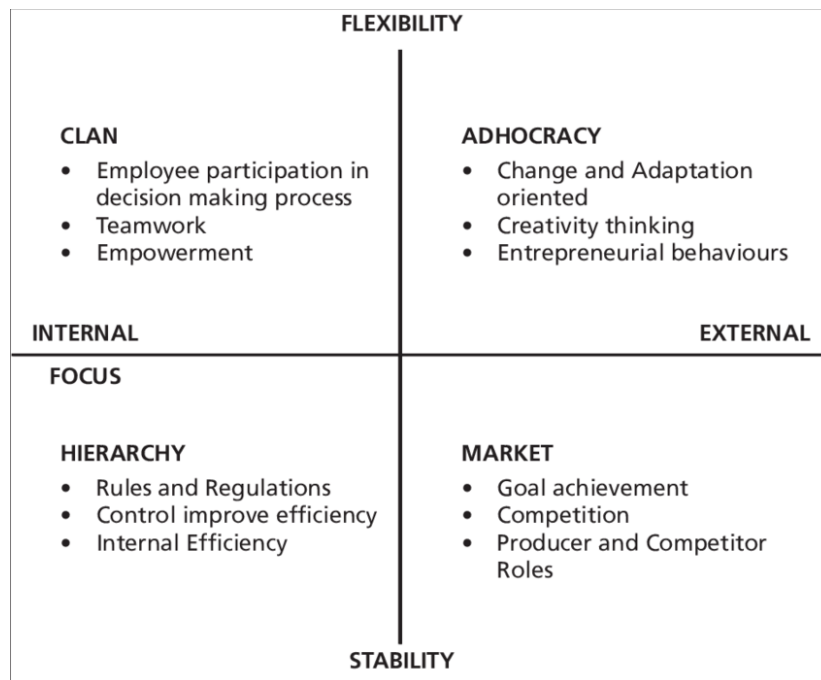 FLEXIBILITY
CLAN
• Employee participation in
decision making process
• Teamwork
• Empowerment
ADHOCRACY
• Change and Adaptation
oriented
• Creativity thinking
• Entrepreneurial behaviours
INTERNAL
EXTERNAL
FOCUS
HIERARCHY
• Rules and Regulations
• Control improve efficiency
• Internal Efficiency
MARKET
• Goal achievement
• Competition
• Producer and Competitor
Roles
STABILITY